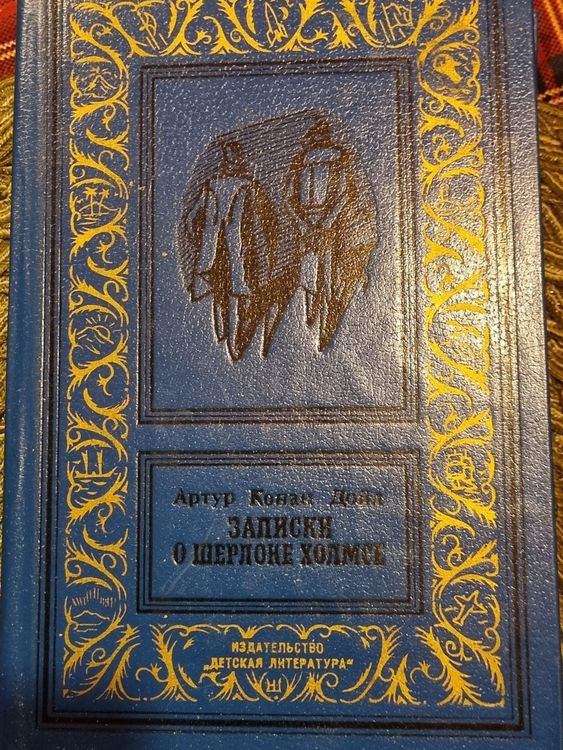 Артур Конан Дойл
ЗАПИСКИ
О ШЕРЛОКЕ ХОЛМСЕ
ИЗДАТЕЛЬСТВО
„ДЕТСКАЯ ЛИТЕРАТУРА“